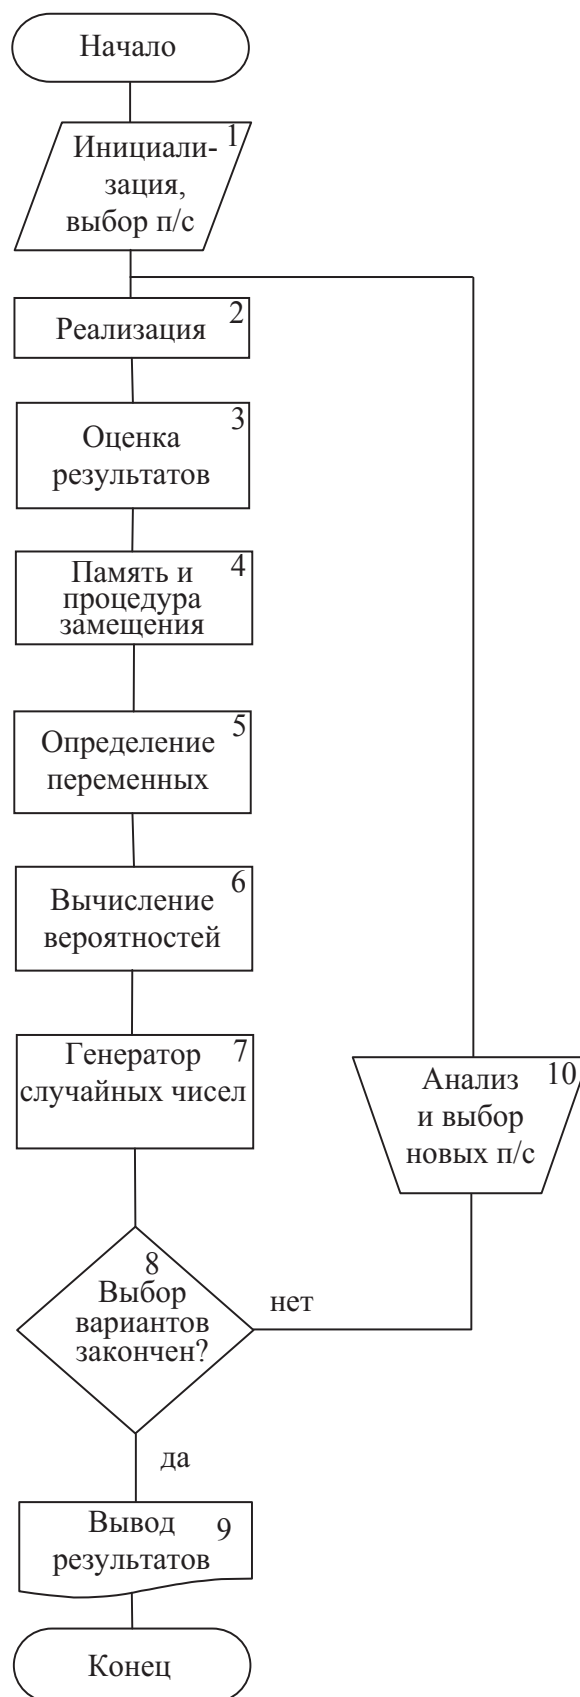 Начало
1
Инициали-
зация,
выбор п/с
2
Реализация
3
Оценка
результатов
4
Память и
процедура
замещения
5
Определение
переменных
6
Вычисление
вероятностей
7
Генератор
случайных чисел
10
Анализ
и выбор
новых п/с
8
Выбор
вариантов
закончен?
нет
да
9
Вывод
результатов
Конец